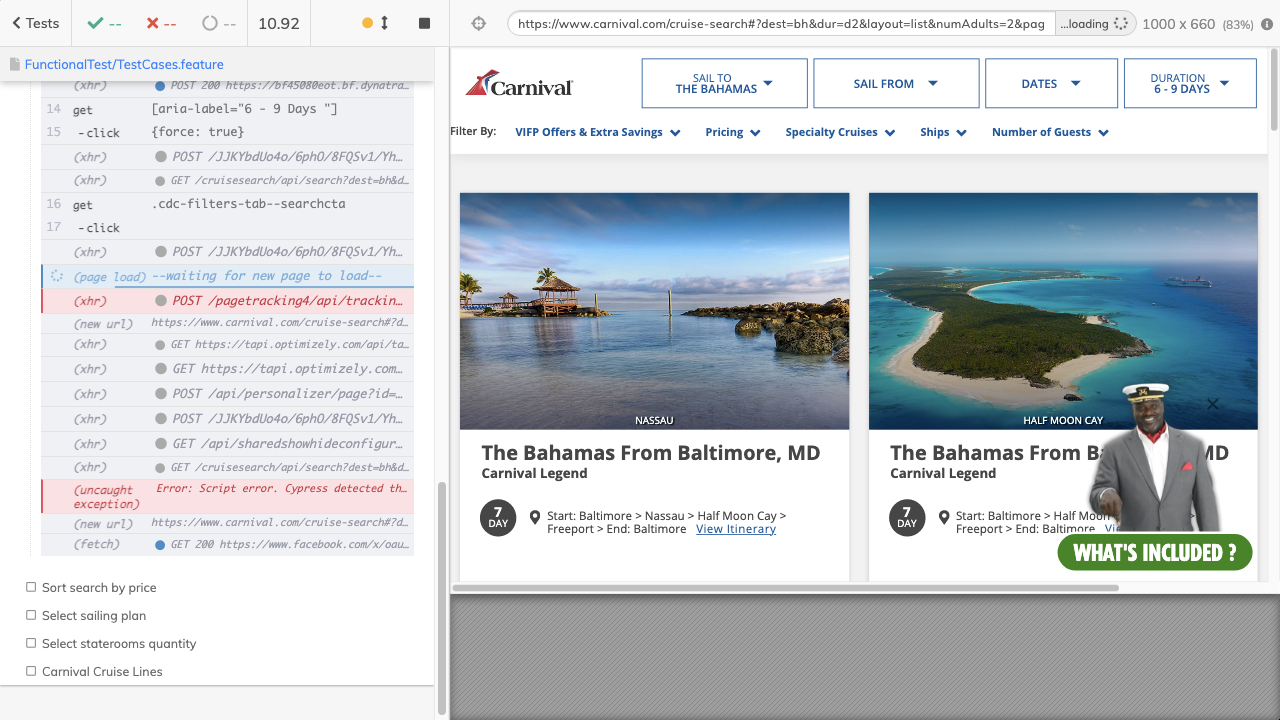 Tests
--
--
--
10.92
https://www.carnival.com/cruise-search#?dest=bh&dur=d2&layout=list&numAdults=2&pag
...loading
1000 x 660 (83%)
FunctionalTest/TestCases.feature
(xhr) POST 200 https://bf45080eot.bf.dynatra...
14 get [aria-label="6 - 9 Days "]
15 -click {force: true}
(xhr) POST /JJKYbdUo4o/6phO/8FQSv1/Yh...
(xhr) GET /cruisesearch/api/search?dest=bh&d...
16 get .cdc-filters-tab--searchcta
17 -click
(xhr) POST /JJKYbdUo4o/6phO/8FQSv1/Yh...
(page load) --waiting for new page to load--
(xhr) POST /pagetracking4/api/trackin...
(new url) https://www.carnival.com/cruise-search#?d...
(xhr) GET https://tapi.optimizely.com/api/ta...
(xhr) GET https://tapi.optimizely.com...
(xhr) POST /api/personalizer/page?id=...
(xhr) POST /JJKYbdUo4o/6phO/8FQSv1/Yh...
(xhr) GET /api/sharedshowhideconfigur...
(xhr) GET /cruisesearch/api/search?dest=bh&d...
(uncaught exception) Error: Script error. Cypress detected th...
(new url) https://www.carnival.com/cruise-search#?d...
(fetch) GET 200 https://www.facebook.com/x/oau...
Sort search by price
Select sailing plan
Select staterooms quantity
Carnival Cruise Lines
Carnival
SAIL TO
THE BAHAMAS
SAIL FROM
DATES
DURATION
6 - 9 DAYS
Filter By:
VIFP Offers & Extra Savings
Pricing
Specialty Cruises
Ships
Number of Guests
NASSAU
The Bahamas From Baltimore, MD
Carnival Legend
7
DAY
Start: Baltimore > Nassau > Half Moon Cay >
Freeport > End: Baltimore View Itinerary
HALF MOON CAY
The Bahamas From Ba MD
Carnival Legend
7
DAY
Start: Baltimore > Half Moon >
Freeport > End: Baltimore
WHAT'S INCLUDED ?